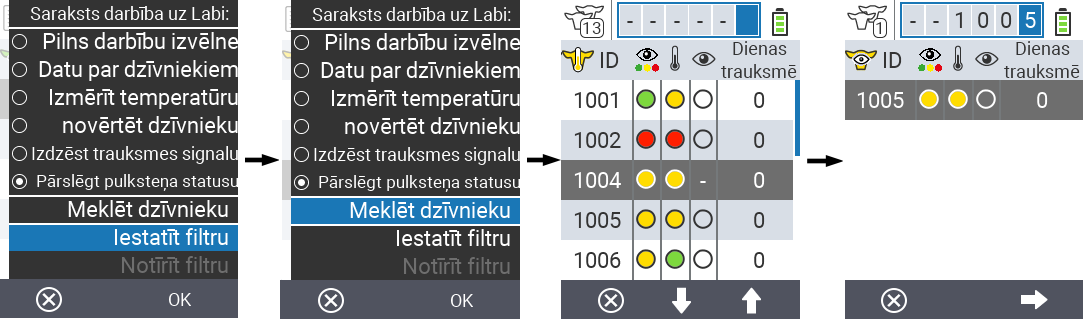 Saraksts darbība uz Labi:
Pilns darbību izvēlne
Datu par dzīvniekiem
Izmērīt temperatūru
novērtēt dzīvnieku
Izdzēst trauksmes signalu
Pārslēgt pulksteņa statusu
Meklēt dzīvnieku
Iestatīt filtru
Notīrīt filtru
OK
Saraksts darbība uz Labi:
Pilns darbību izvēlne
Datu par dzīvniekiem
Izmērīt temperatūru
novērtēt dzīvnieku
Izdzēst trauksmes signalu
Pārslēgt pulksteņa statusu
Meklēt dzīvnieku
Iestatīt filtru
Notīrīt filtru
OK
13 - - - - -
ID Dienas
trauksmē
1001 0
1002 0
1004 - 0
1005 0
1006 0
1 - - 1 0 0 5
ID Dienas
trauksmē
1005 0